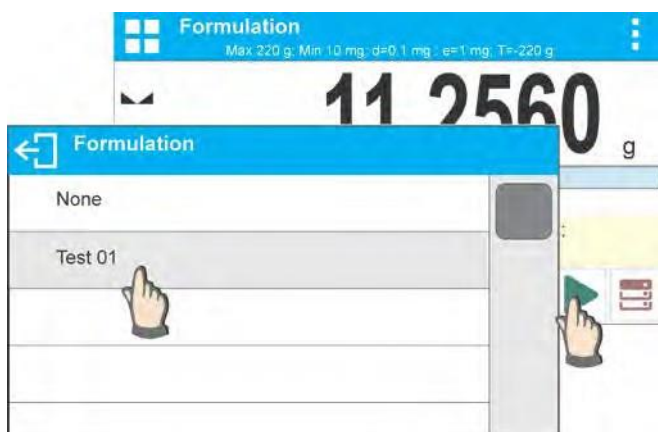 Formulation
Max 220 g: Min 10 mg: d=0.1 mg : e=1 mg: T=-220 g
11.2560
g
Formulation
None
Test 01
: